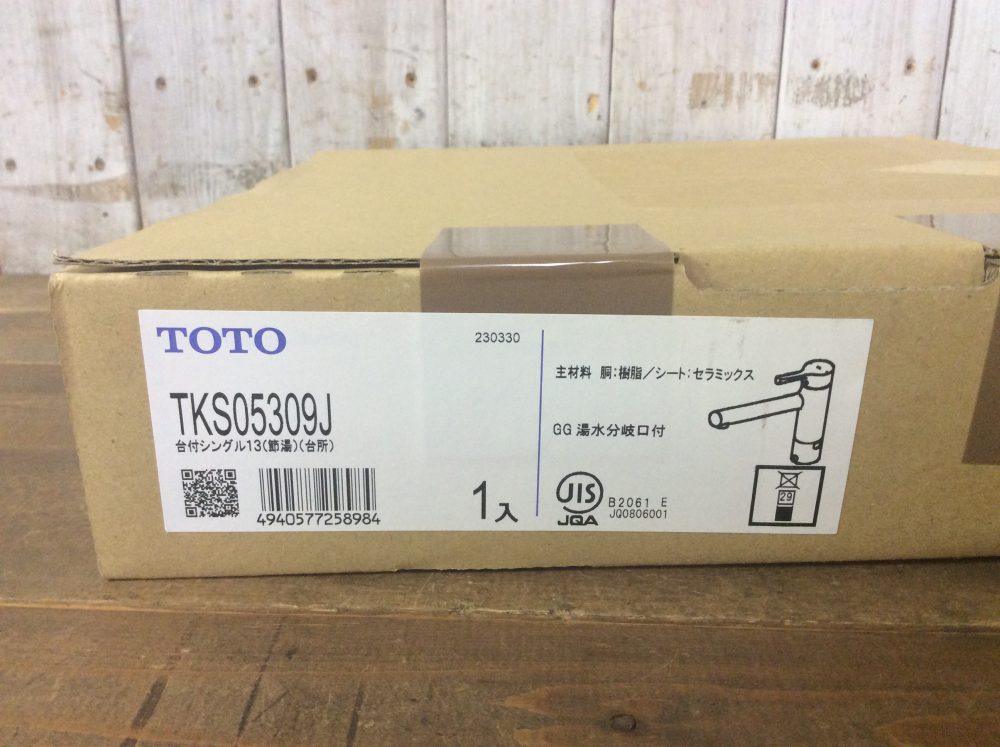 TOTO
230330
TKS05309J
台付シングル13(節湯)(台所)
4940577258984
1入
主材料 胴:樹脂/シート:セラミックス
GG 湯水分岐口付
JIS
JQA
B2061 E
JQ0806001
29